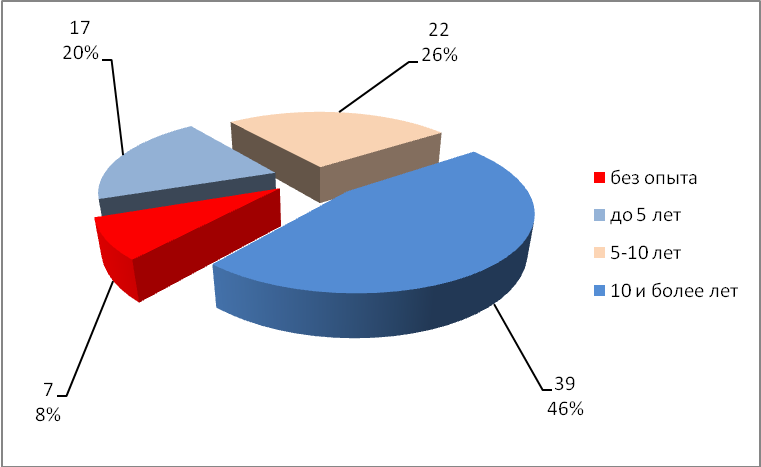 17
20%
22
26%
без опыта
до 5 лет
5-10 лет
10 и более лет
7
8%
39
46%